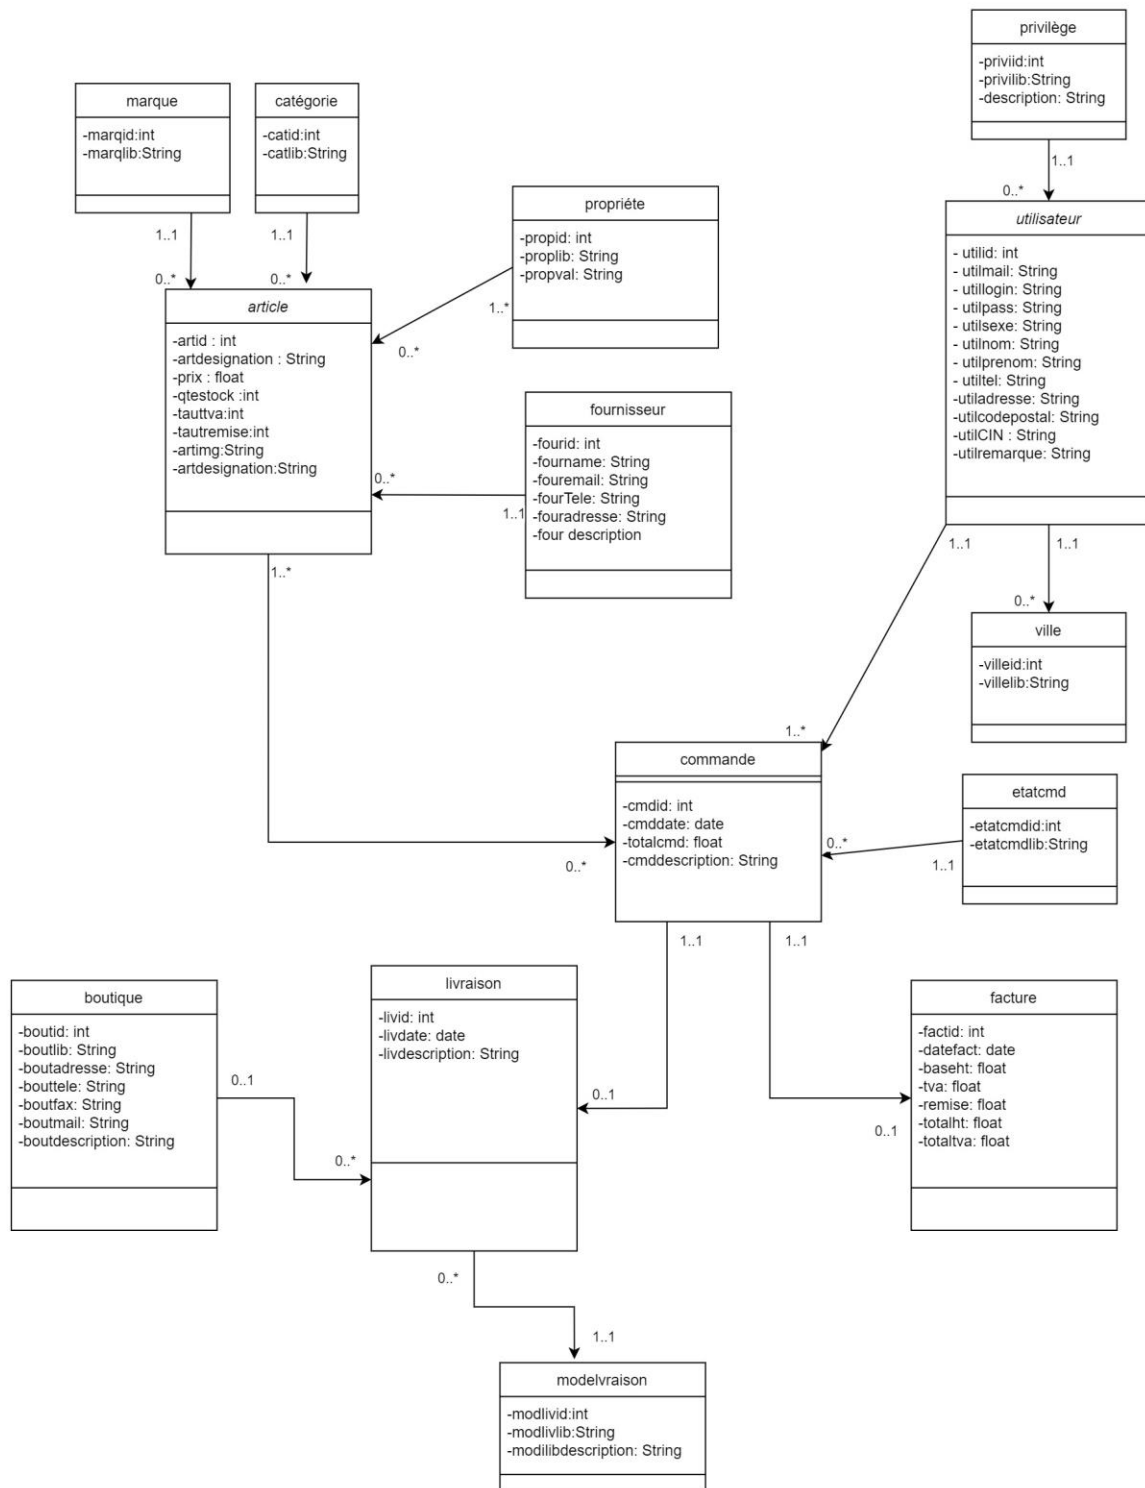 privilège
-priviid:int
-privilib:String
-description: String
1..1
0..*
marque
-marqid:int
-marqlib:String
1..1
0..*
catégorie
-catid:int
-catlib:String
1..1
0..*
propriéte
-propid: int
-proplib: String
-propval: String
1..*
0..*
utilisateur
- utilid: int
- utilmail: String
- utillogin: String
- utilpass: String
- utilsexe: String
- utilnom: String
- utilprenom: String
- utiltel: String
-utiladresse: String
-utilcodepostal: String
-utilCIN : String
-utilremarque: String
article
-artid : int
-artdesignation : String
-prix : float
-qtestock :int
-tauttva:int
-tautremise:int
-artimg:String
-artdesignation:String
fournisseur
-fourid: int
-fourname: String
-fouremail: String
-fourTele: String
-fouradresse: String
-four description
0..*
1..1
1..*
1..1
1..1
0..*
ville
-villeid:int
-villelib:String
1..*
commande
-cmdid: int
-cmddate: date
-totalcmd: float
-cmddescription: String
0..*
etatcmd
-etatcmdid:int
-etatcmdlib:String
0..*
1..1
1..1
1..1
boutique
-boutid: int
-boutlib: String
-boutadresse: String
-bouttele: String
-boutfax: String
-boutmail: String
-boutdescription: String
0..1
0..*
livraison
-livid: int
-livdate: date
-livdescription: String
0..1
facture
-factid: int
-datefact: date
-baseht: float
-tva: float
-remise: float
-totalht: float
-totaltva: float
0..1
0..*
1..1
modelvraison
-modlivid:int
-modlivlib:String
-modilibdescription: String